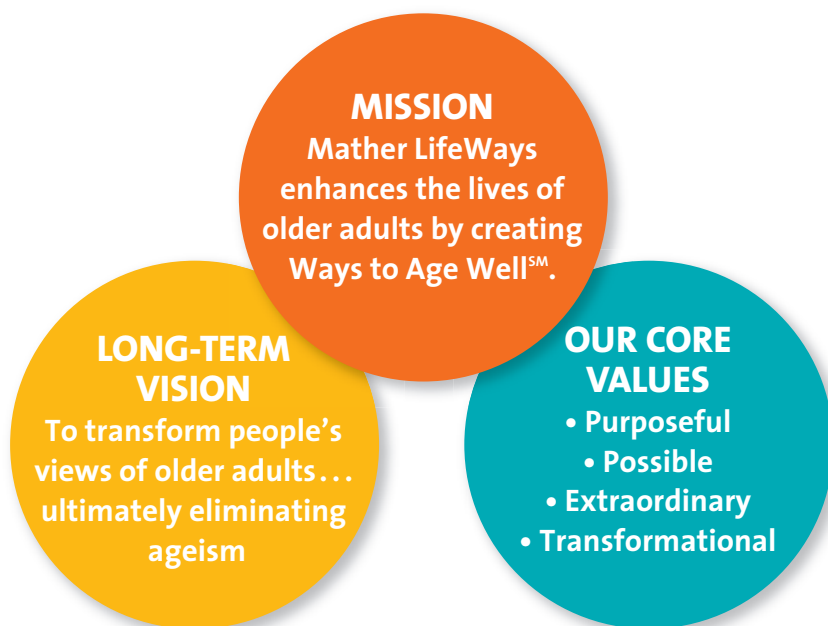 MISSION
Mather LifeWays
enhances the lives of
older adults by creating
Ways to Age Well℠.
LONG-TERM
VISION
To transform people’s
views of older adults…
ultimately eliminating
ageism
OUR CORE
VALUES
• Purposeful
• Possible
• Extraordinary
• Transformational